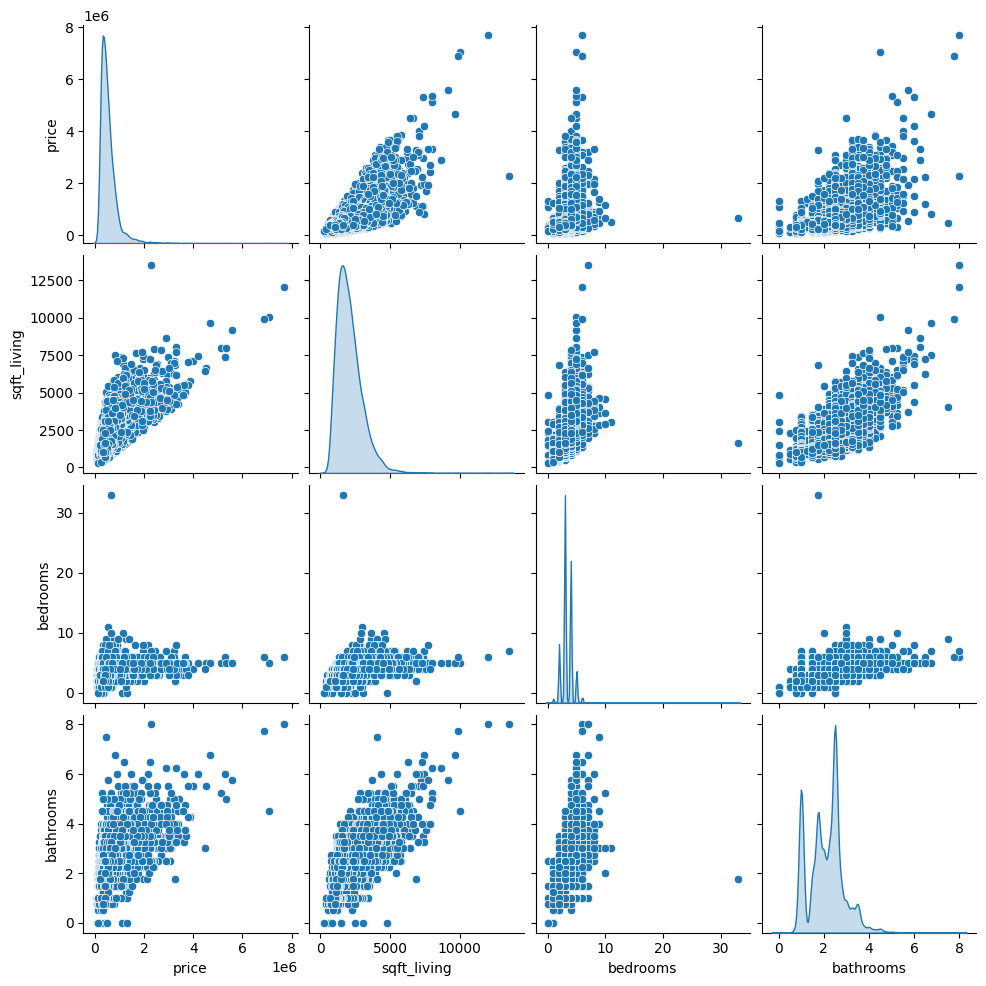 1e6
price
8
6
4
2
0
sqft_living
12500
10000
7500
5000
2500
0
bedrooms
30
20
10
0
bathrooms
8
6
4
2
0
0 2 4 6 8 0 5000 10000 0 10 20 30 0 2 4 6 8
1e6
price sqft_living bedrooms bathrooms